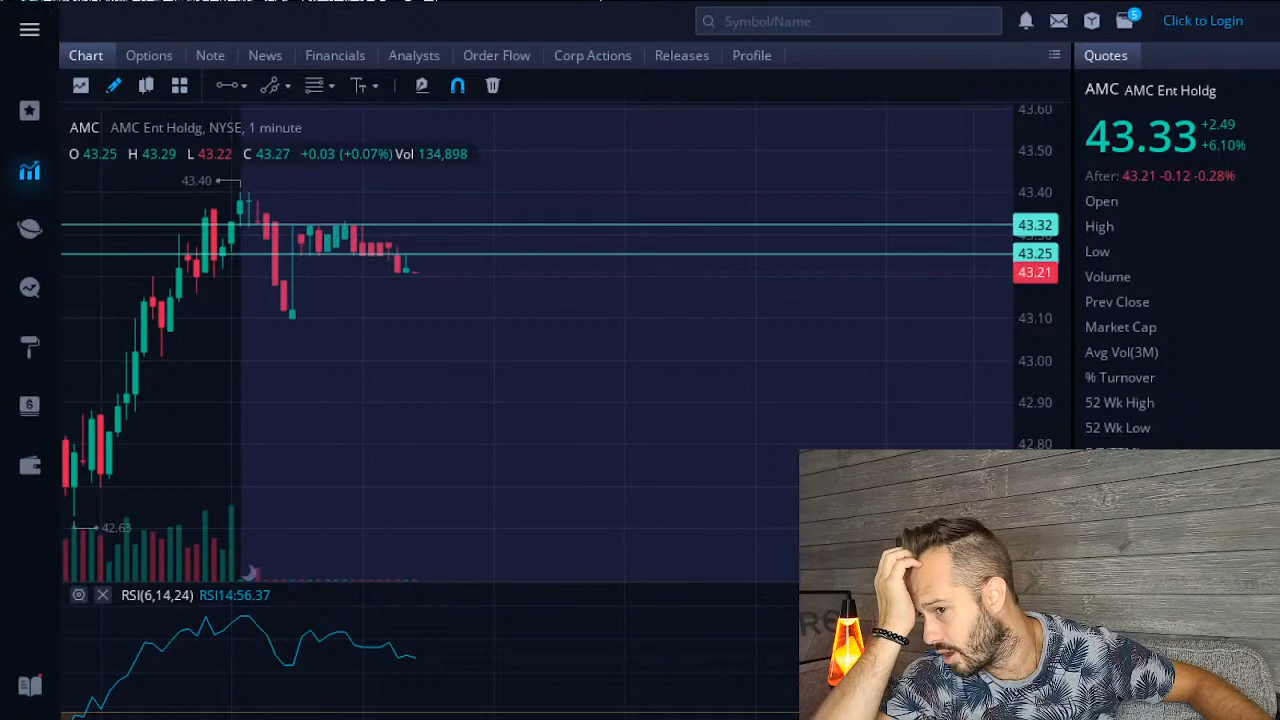 Symbol/Name
5
Click to Login
Chart Options Note News Financials Analysts Order Flow Corp Actions Releases Profile
Quotes
AMC AMC Ent Holdg, NYSE, 1 minute
O 43.25 H 43.29 L 43.22 C 43.27 +0.03 (+0.07%) Vol 134,898
43.40
42.63
43.60
43.50
43.40
43.32
43.25
43.21
43.10
43.00
42.90
42.80
AMC AMC Ent Holdg
43.33
+2.49
+6.10%
After: 43.21 -0.12 -0.28%
Open
High
Low
Volume
Prev Close
Market Cap
Avg Vol(3M)
% Turnover
52 Wk High
52 Wk Low
RSI(6,14,24) RSI14:56.37